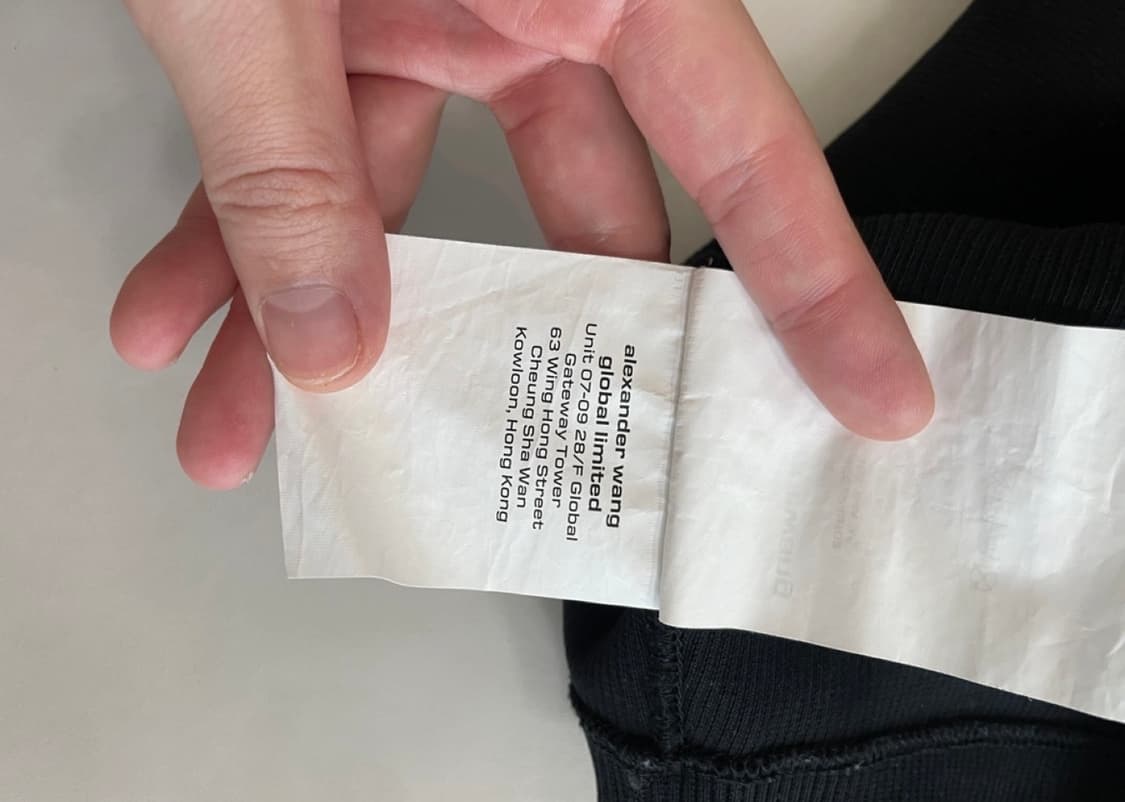 alexander wang
global limited
Unit 07-09 28/F Global
Gateway Tower
63 Wing Hong Street
Cheung Sha Wan
Kowloon, Hong Kong